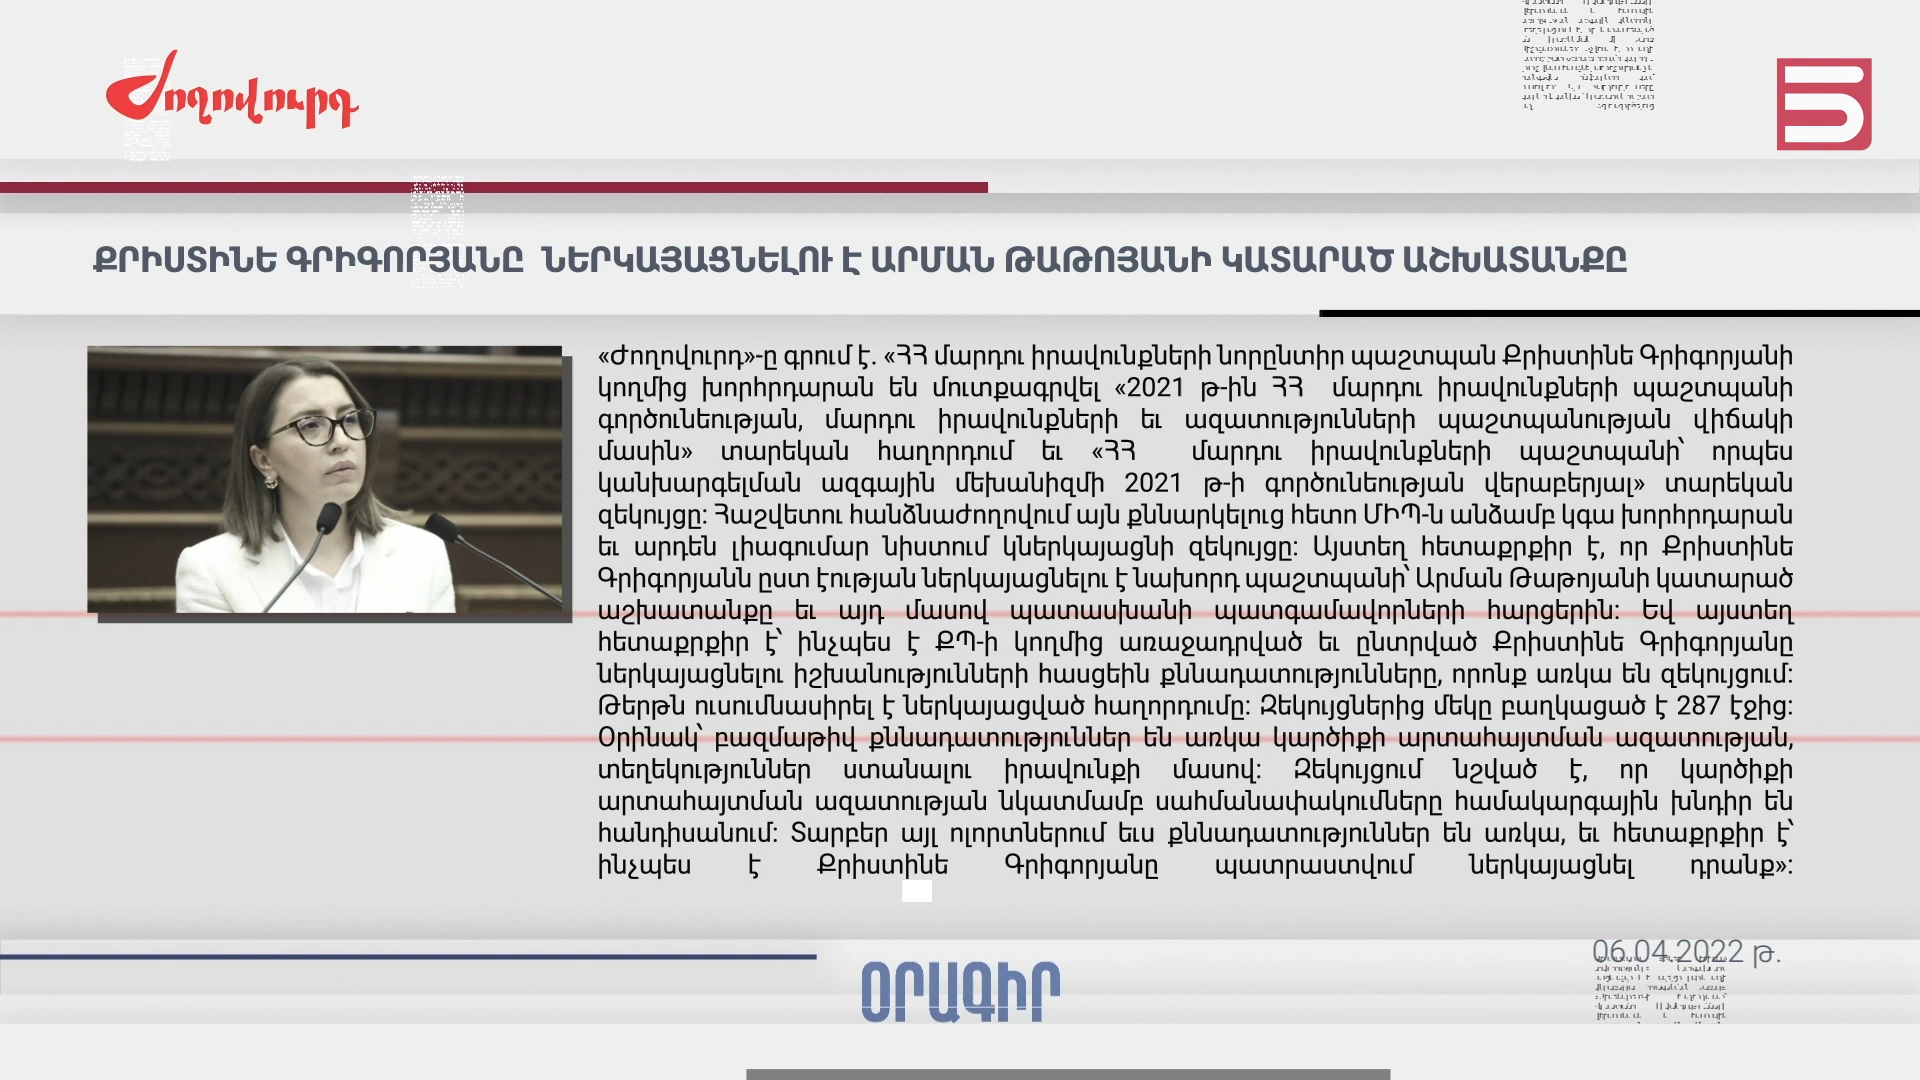 Ժողովուրդ
ՔՐԻՍՏԻՆԵ ԳՐԻԳՈՐՅԱՆԸ ՆԵՐԿԱՅԱՑՆԵԼՈՒ Է ԱՐՄԱՆ ԹԱԹՈՅԱՆԻ ԿԱՏԱՐԱԾ ԱՇԽԱՏԱՆՔԸ
«Ժողովուրդ»-ը գրում է. «ՀՀ մարդու իրավունքների նորընտիր պաշտպան Քրիստինե Գրիգորյանի
կողմից խորհրդարան են մուտքագրվել «2021 թ-ին ՀՀ մարդու իրավունքների պաշտպանի
գործունեության, մարդու իրավունքների եւ ազատությունների պաշտպանության վիճակի
մասին» տարեկան հաղորդում եւ «ՀՀ մարդու իրավունքների պաշտպանի՝ որպես
կանխարգելման ազգային մեխանիզմի 2021 թ-ի գործունեության վերաբերյալ» տարեկան
զեկույցը: Հաշվետու հանձնաժողովում այն քննարկելուց հետո ՄԻՊ-ն անձամբ կգա խորհրդարան
եւ արդեն լիագումար նիստում կներկայացնի զեկույցը: Այստեղ հետաքրքիր է, որ Քրիստինե
Գրիգորյանն ըստ էության ներկայացնելու է նախորդ պաշտպանի՝ Արման Թաթոյանի կատարած
աշխատանքը եւ այդ մասով պատասխանի պատգամավորների հարցերին: Եվ այստեղ
հետաքրքիր է՝ ինչպես է ՔՊ-ի կողմից առաջադրված եւ ընտրված Քրիստինե Գրիգորյանը
ներկայացնելու իշխանությունների հասցեին քննադատությունները, որոնք առկա են զեկույցում:
Թերթն ուսումնասիրել է ներկայացված հաղորդումը: Զեկույցներից մեկը բաղկացած է 287 էջից:
Օրինակ՝ բազմաթիվ քննադատություններ են առկա կարծիքի արտահայտման ազատության,
տեղեկություններ ստանալու իրավունքի մասով: Զեկույցում նշված է, որ կարծիքի
արտահայտման ազատության նկատմամբ սահմանափակումները համակարգային խնդիր են
հանդիսանում: Տարբեր այլ ոլորտներում եւս քննադատություններ են առկա, եւ հետաքրքիր է՝
ինչպես է Քրիստինե Գրիգորյանը պատրաստվում ներկայացնել դրանք»:
06.04.2022 թ.
ՕՐԱԳԻՐ